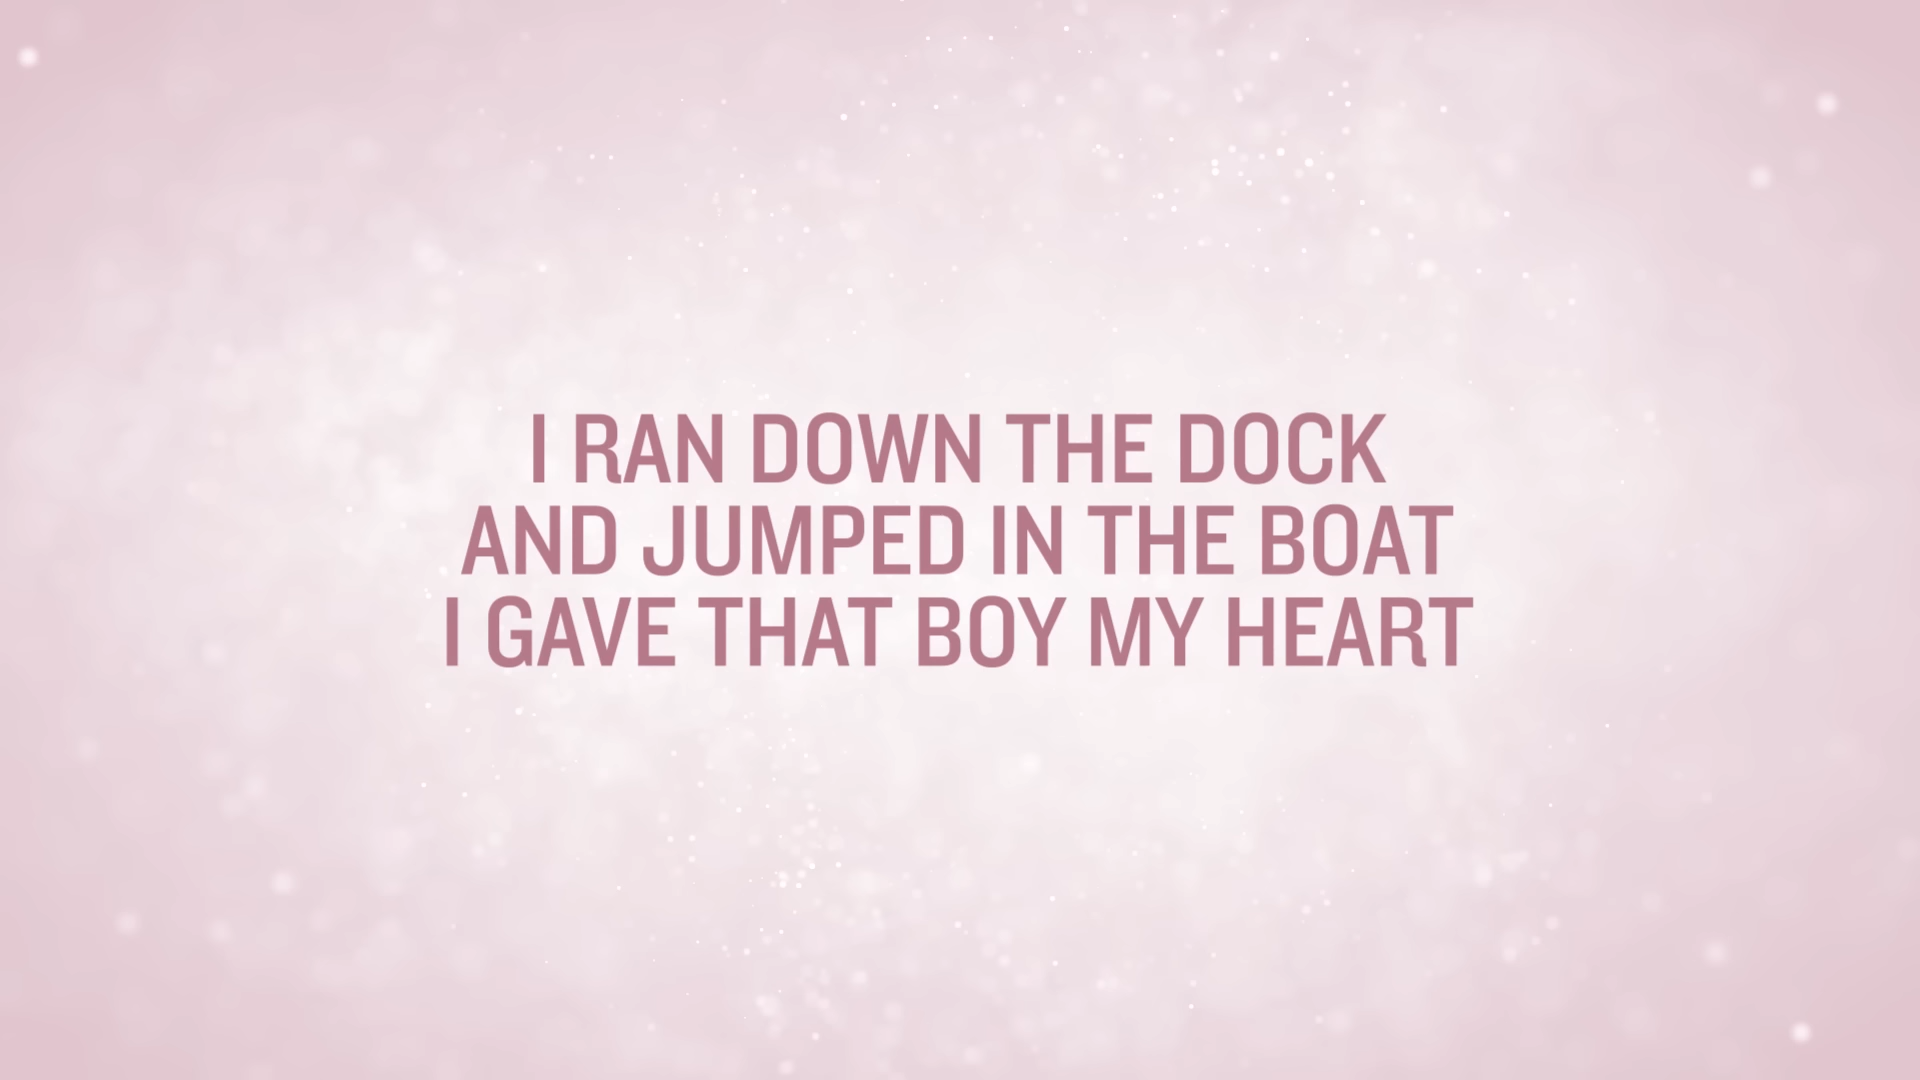 I RAN DOWN THE DOCK
AND JUMPED IN THE BOAT
I GAVE THAT BOY MY HEART